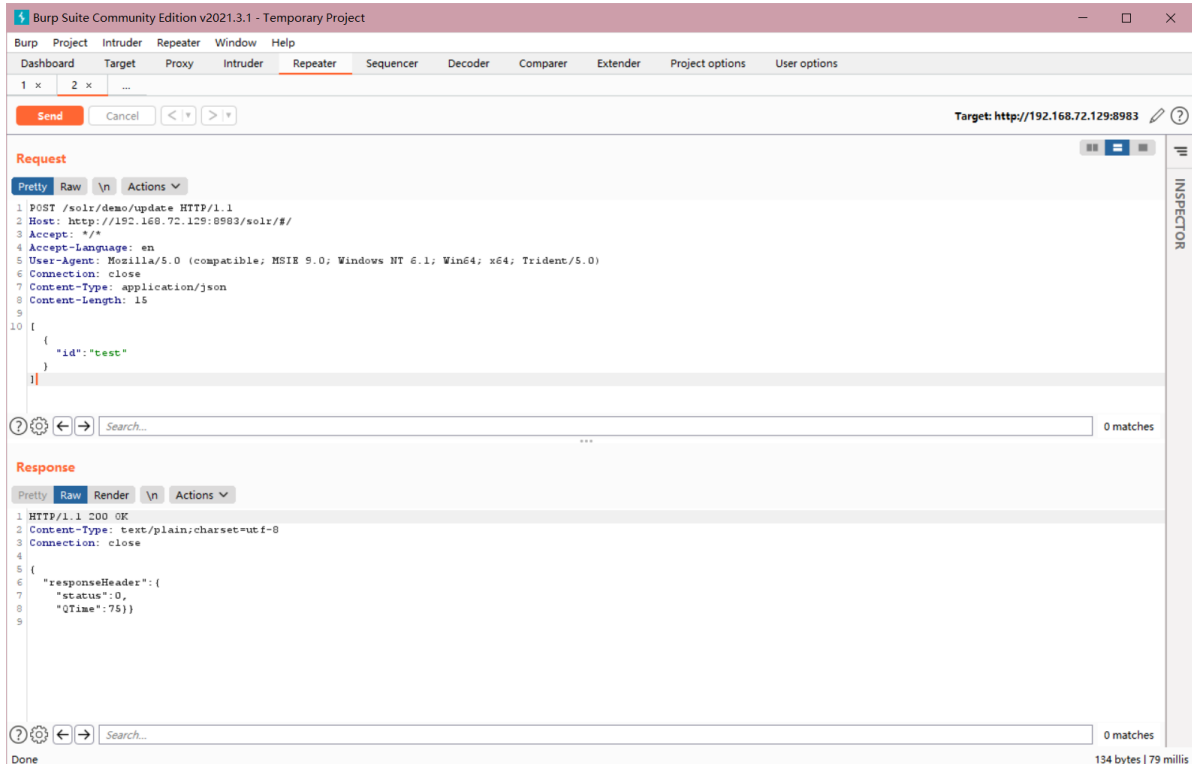 Burp Suite Community Edition v2021.3.1 - Temporary Project
Burp Project Intruder Repeater Window Help
Dashboard Target Proxy Intruder Repeater Sequencer Decoder Comparer Extender Project options User options
1 × 2 × ...
Send Cancel < > Target: http://192.168.72.129:8983 ?
Request
Pretty Raw \n Actions
INSPECTOR
1 POST /solr/demo/update HTTP/1.1
2 Host: http://192.168.72.129:8983/solr/#/
3 Accept: */*
4 Accept-Language: en
5 User-Agent: Mozilla/5.0 (compatible; MSIE 9.0; Windows NT 6.1; Win64; x64; Trident/5.0)
6 Connection: close
7 Content-Type: application/json
8 Content-Length: 15
9
10 [
{
"id":"test"
}
]
? Search... 0 matches
Response
Pretty Raw Render \n Actions
1 HTTP/1.1 200 OK
2 Content-Type: text/plain;charset=utf-8
3 Connection: close
4
5 {
6 "responseHeader":{
7 "status":0,
8 "QTime":75}}
9
? Search... 0 matches
Done 134 bytes | 79 millis